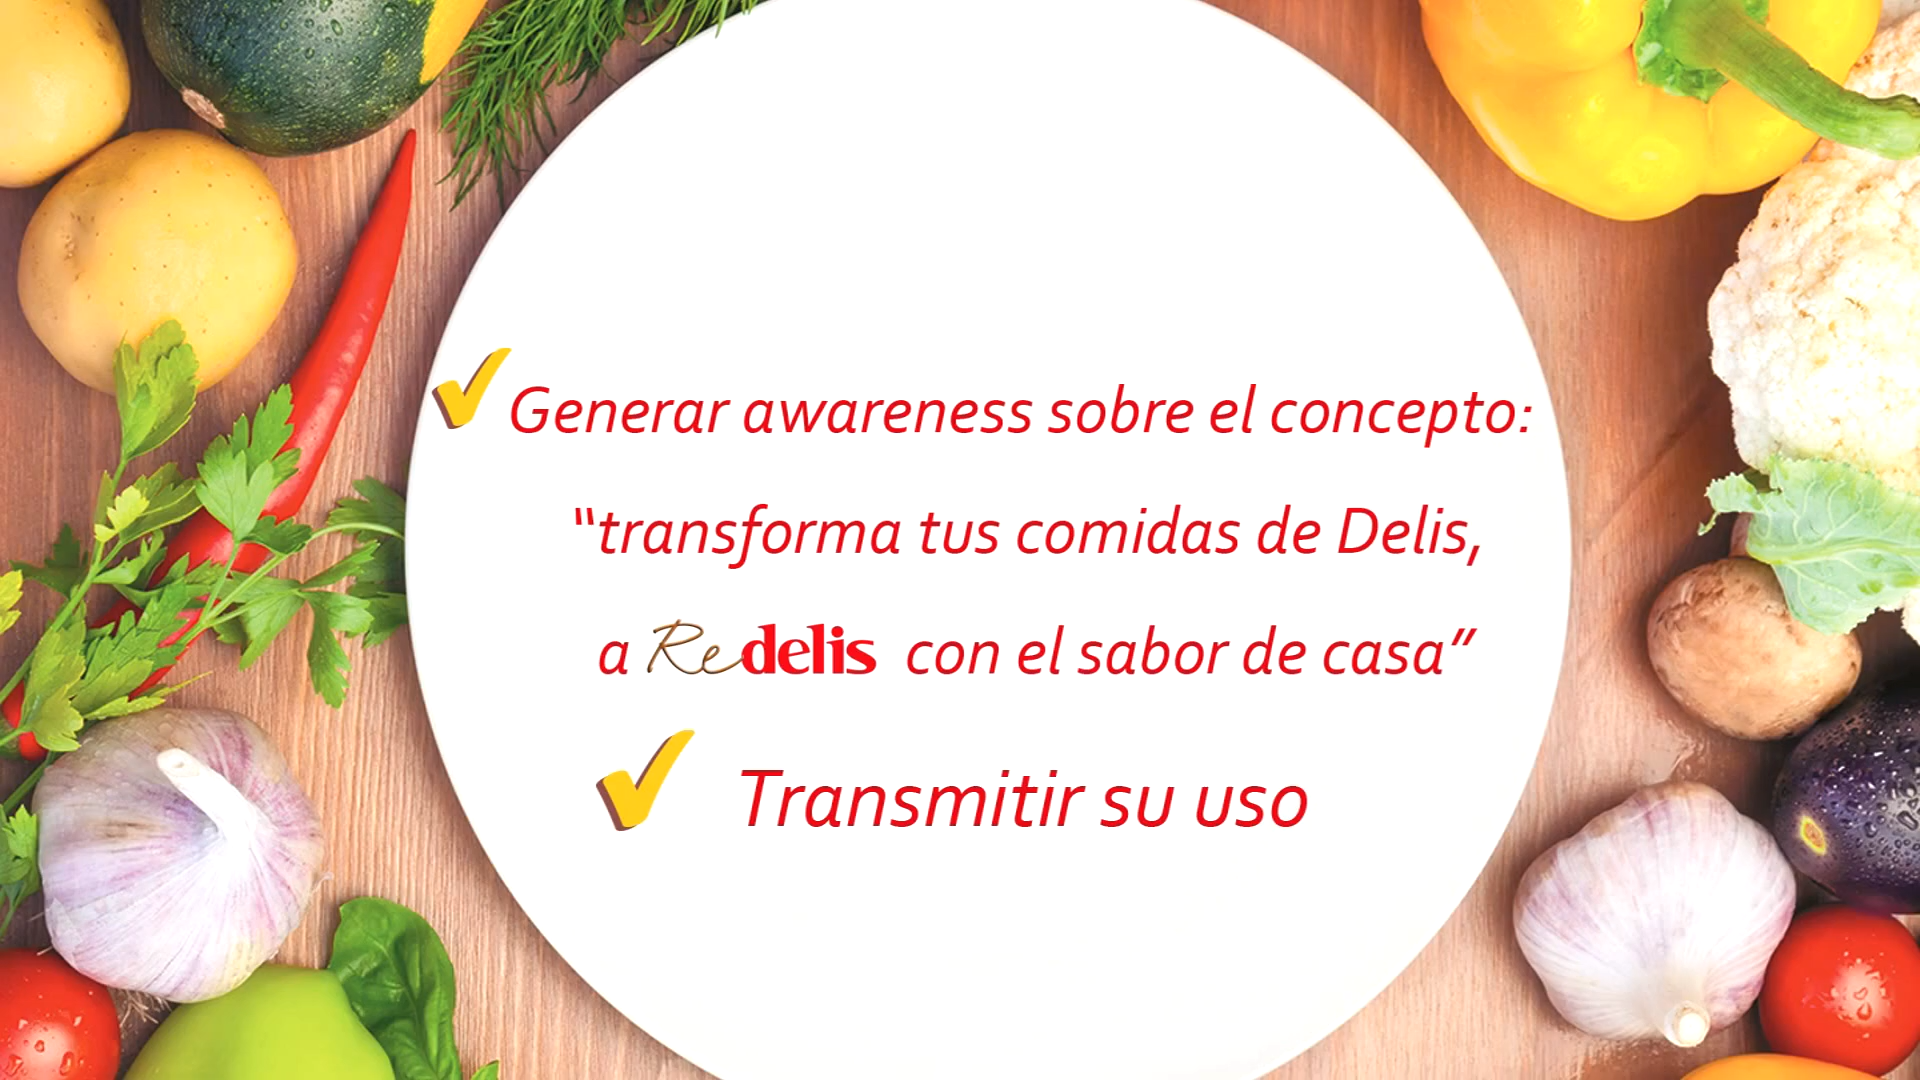 Generar awareness sobre el concepto:
“transforma tus comidas de Delis,
a Redelis con el sabor de casa”
Transmitir su uso